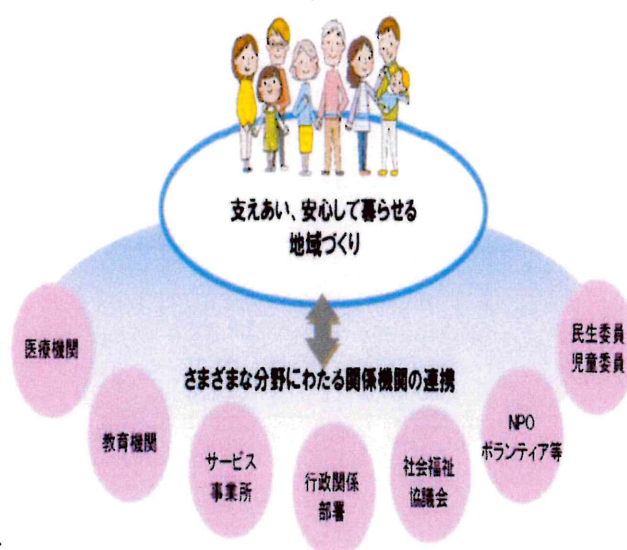 支えあい、安心して暮らせる
地域づくり
さまざまな分野にわたる関係機関の連携
医療機関
教育機関
サービス
事業所
行政関係
部署
社会福祉
協議会
NPO
ボランティア等
民生委員
児童委員